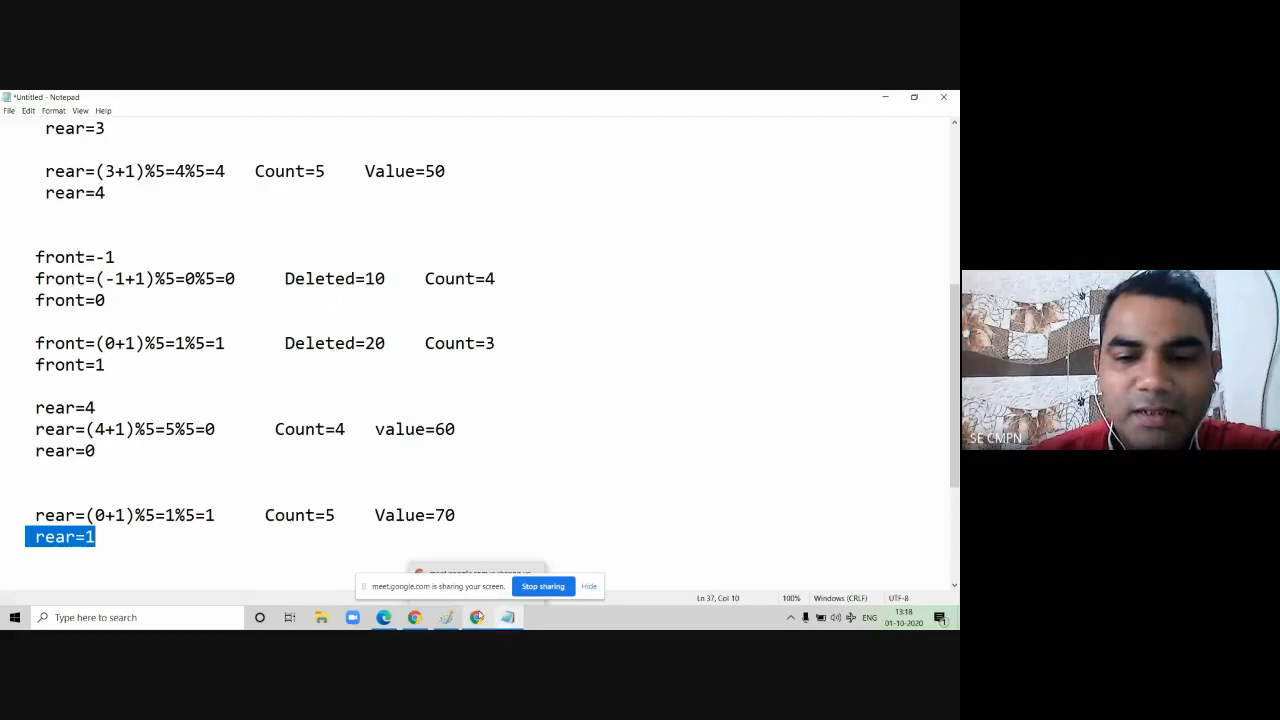 *Untitled - Notepad
File Edit Format View Help
rear=3
rear=(3+1)%5=4%5=4 Count=5 Value=50
rear=4
front=-1
front=(-1+1)%5=0%5=0 Deleted=10 Count=4
front=0
front=(0+1)%5=1%5=1 Deleted=20 Count=3
front=1
rear=4
rear=(4+1)%5=5%5=0 Count=4 value=60
rear=0
rear=(0+1)%5=1%5=1 Count=5 Value=70
rear=1
SE CMPN
meet.google.com is sharing your screen. Stop sharing Hide
Ln 37, Col 10 100% Windows (CRLF) UTF-8
Type here to search
ENG
13:18
01-10-2020